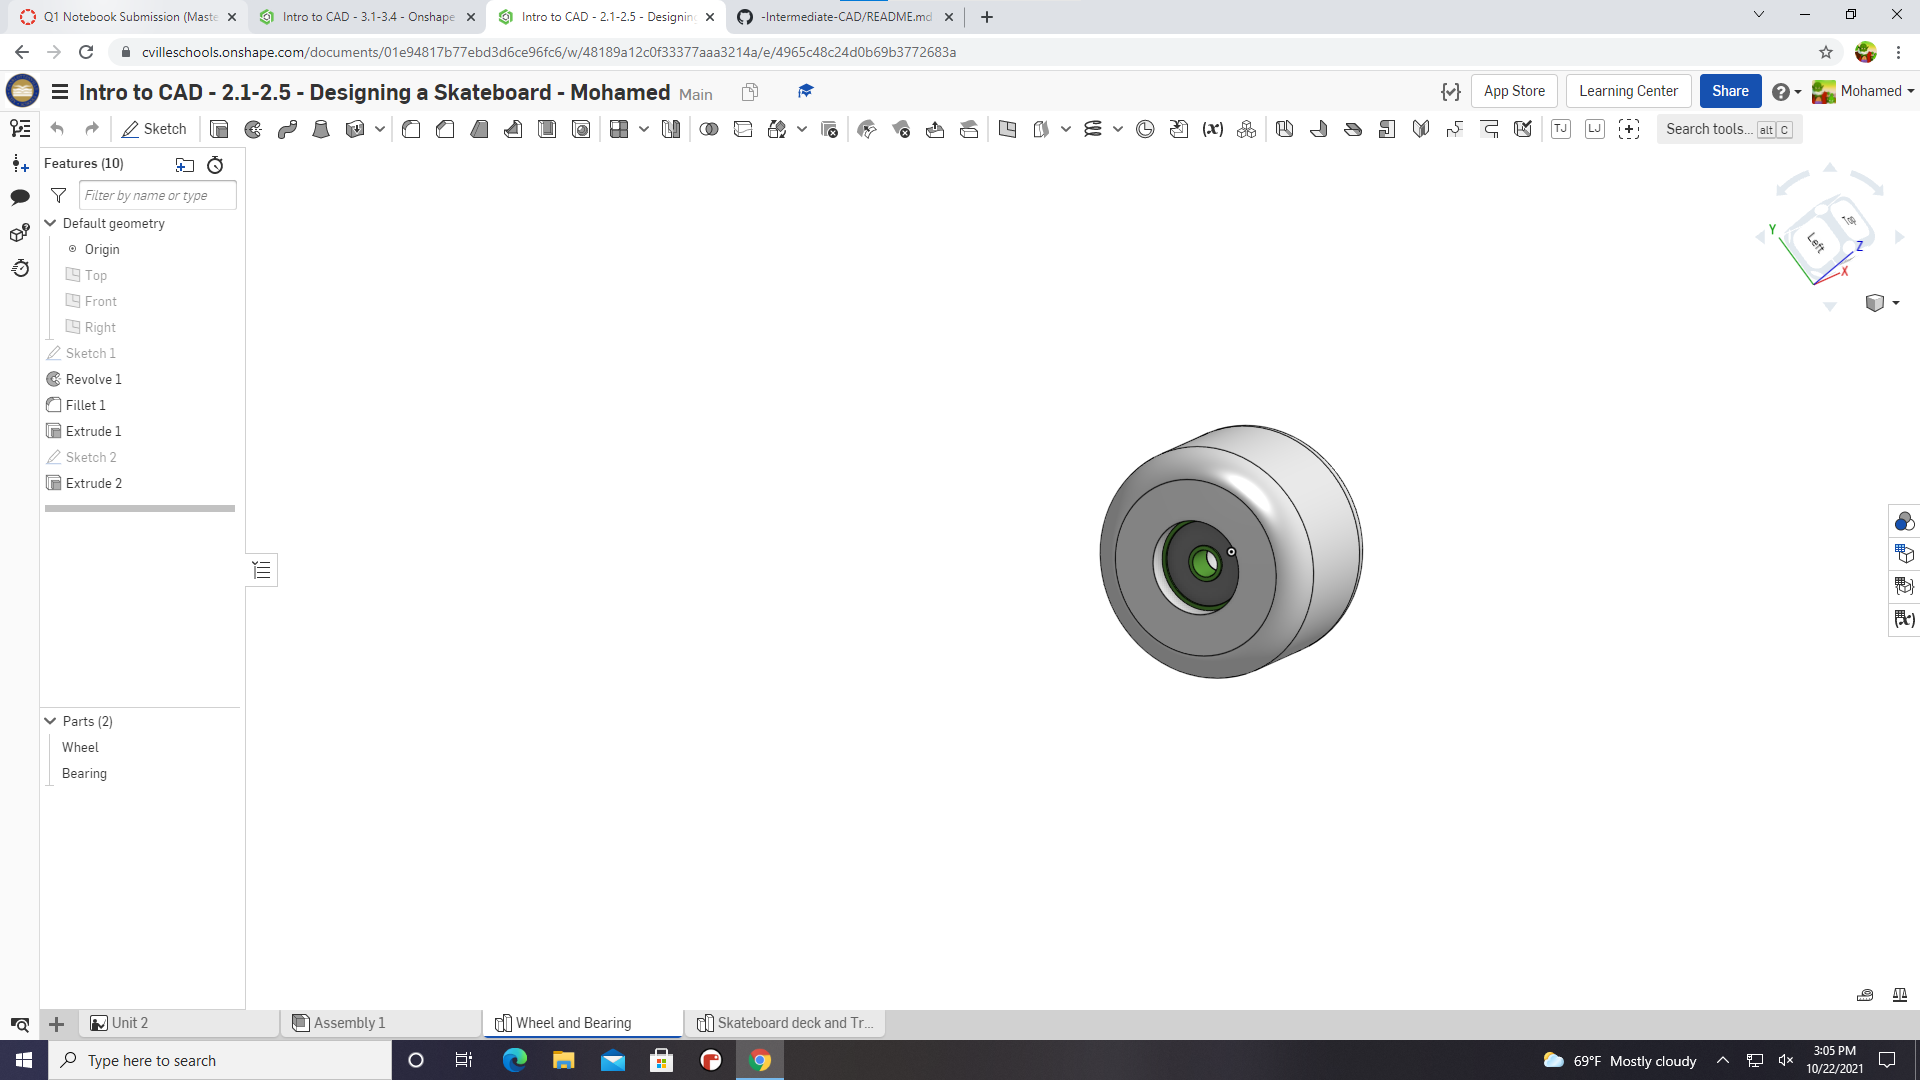 Q1 Notebook Submission (Maste
Intro to CAD - 3.1-3.4 - Onshape
Intro to CAD - 2.1-2.5 - Designing
-Intermediate-CAD/README.md
cvilleschools.onshape.com/documents/01e94817b77ebd3d6ce96fc6/w/48189a12c0f33377aaa3214a/e/4965c48c24d0b69b3772683a
Intro to CAD - 2.1-2.5 - Designing a Skateboard - Mohamed Main
App Store
Learning Center
Share
Mohamed
Sketch
(x)
TJ
LJ
Search tools... alt C
Features (10)
Filter by name or type
Default geometry
Origin
Top
Front
Right
Sketch 1
Revolve 1
Fillet 1
Extrude 1
Sketch 2
Extrude 2
Y
Left
Top
Z
X
(x)
Parts (2)
Wheel
Bearing
Unit 2
Assembly 1
Wheel and Bearing
Skateboard deck and Tr...
Type here to search
69°F Mostly cloudy
3:05 PM
10/22/2021